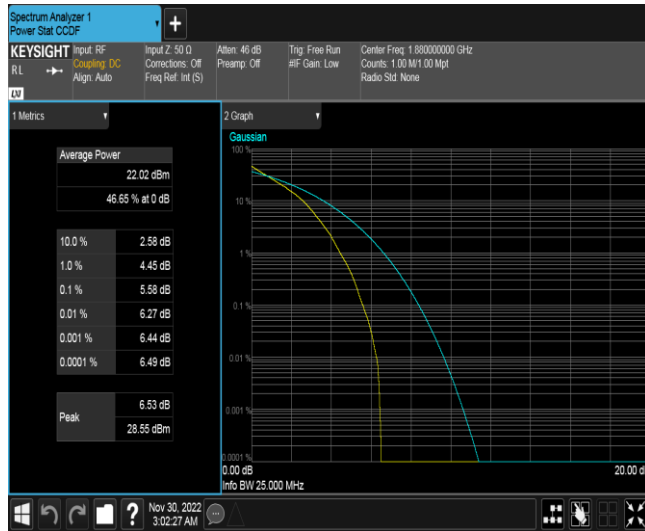 Spectrum Analyzer 1
Power Stat CCDF
+
KEYSIGHT
RL
LXI
Input: RF
Coupling: DC
Align: Auto
Input Z: 50 Ω
Corrections: Off
Freq Ref: Int (S)
Atten: 46 dB
Preamp: Off
Trig: Free Run
#IF Gain: Low
Center Freq: 1.880000000 GHz
Counts: 1.00 M/1.00 Mpt
Radio Std: None
1 Metrics
Average Power
22.02 dBm
46.65 % at 0 dB
10.0 % 2.58 dB
1.0 % 4.45 dB
0.1 % 5.58 dB
0.01 % 6.27 dB
0.001 % 6.44 dB
0.0001 % 6.49 dB
Peak
6.53 dB
28.55 dBm
2 Graph
Gaussian
100 %
10 %
1 %
0.1 %
0.01 %
0.001 %
0.0001 %
0.00 dB 20.00 d
Info BW 25.000 MHz
? Nov 30, 2022
3:02:27 AM